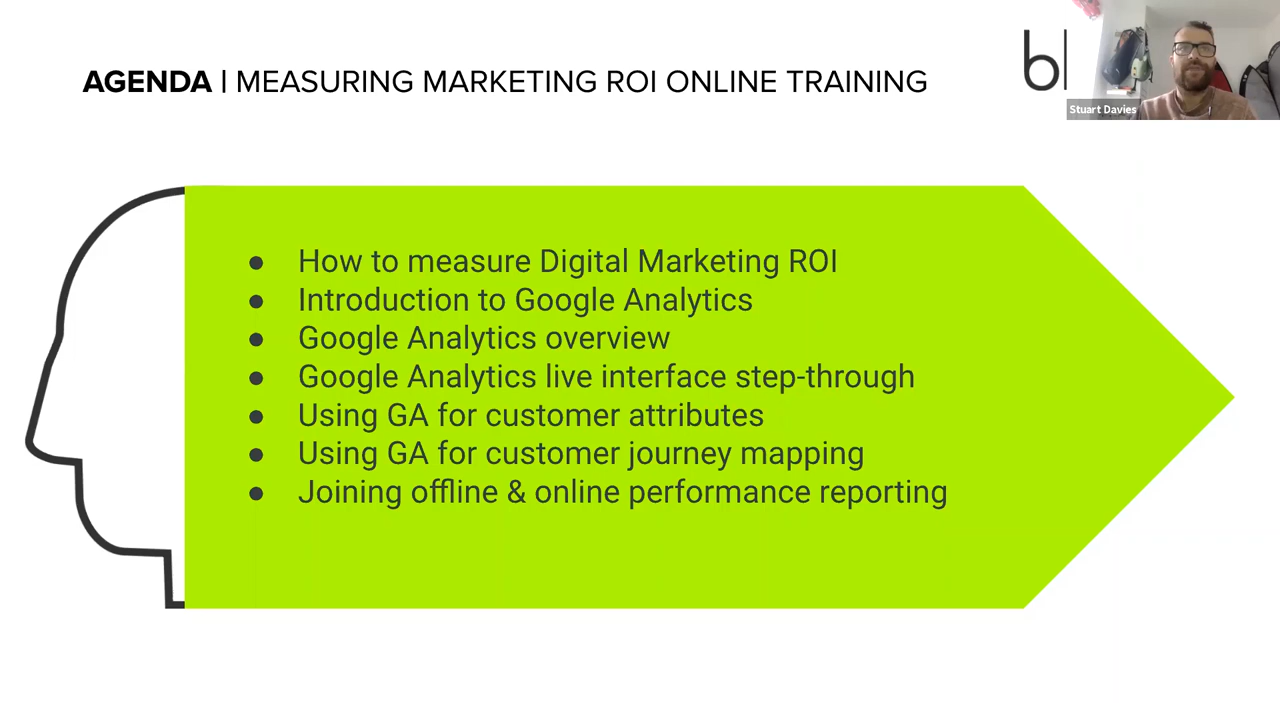 AGENDA | MEASURING MARKETING ROI ONLINE TRAINING
bl
Stuart Davies
● How to measure Digital Marketing ROI
● Introduction to Google Analytics
● Google Analytics overview
● Google Analytics live interface step-through
● Using GA for customer attributes
● Using GA for customer journey mapping
● Joining offline & online performance reporting